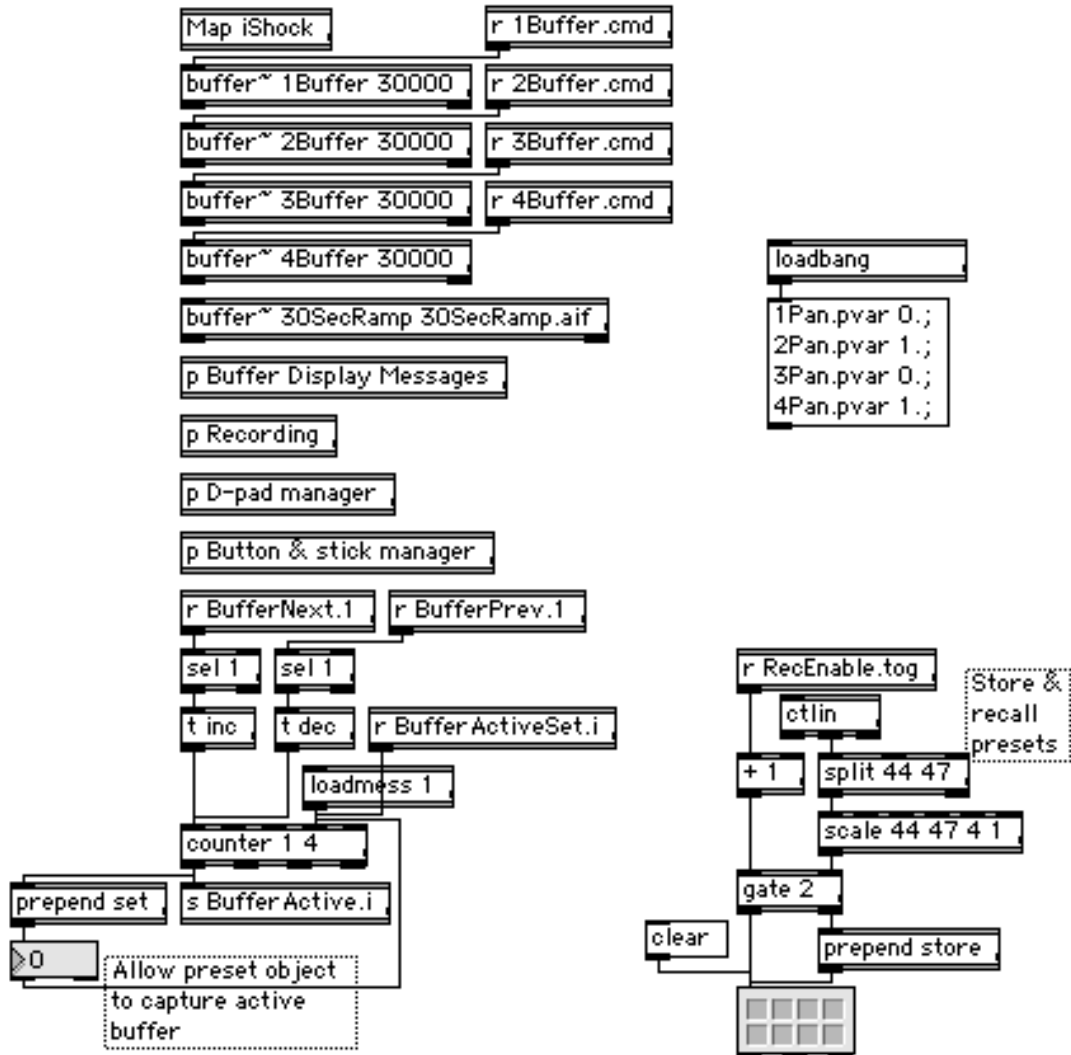 Map iShock
r 1Buffer.cmd
buffer~ 1Buffer 30000
r 2Buffer.cmd
buffer~ 2Buffer 30000
r 3Buffer.cmd
buffer~ 3Buffer 30000
r 4Buffer.cmd
buffer~ 4Buffer 30000
loadbang
buffer~ 30SecRamp 30SecRamp.aif
1Pan.pvar 0.;
2Pan.pvar 1.;
3Pan.pvar 0.;
4Pan.pvar 1.;
p Buffer Display Messages
p Recording
p D-pad manager
p Button & stick manager
r BufferNext.1
r BufferPrev.1
sel 1
sel 1
t inc
t dec
r BufferActiveSet.i
loadmess 1
counter 1 4
prepend set
s BufferActive.i
0
Allow preset object
to capture active
buffer
r RecEnable.tog
Store &
recall
presets
ctlin
+ 1
split 44 47
scale 44 47 4 1
gate 2
clear
prepend store